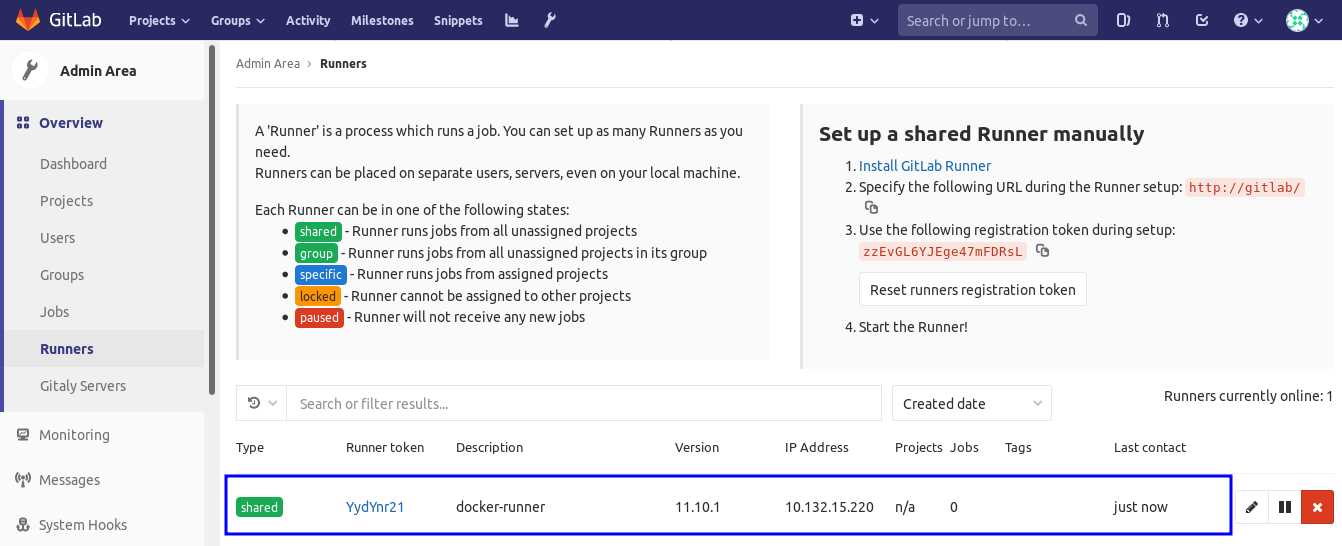 GitLab
Projects Groups Activity Milestones Snippets Search or jump to…
Admin Area
Overview
Dashboard
Projects
Users
Groups
Jobs
Runners
Gitaly Servers
Monitoring
Messages
System Hooks
Admin Area › Runners
A 'Runner' is a process which runs a job. You can set up as many Runners as you
need.
Runners can be placed on separate users, servers, even on your local machine.
Each Runner can be in one of the following states:
• shared - Runner runs jobs from all unassigned projects
• group - Runner runs jobs from all unassigned projects in its group
• specific - Runner runs jobs from assigned projects
• locked - Runner cannot be assigned to other projects
• paused - Runner will not receive any new jobs
Set up a shared Runner manually
1. Install GitLab Runner
2. Specify the following URL during the Runner setup: http://gitlab/
3. Use the following registration token during setup:
zzEvGL6YJEge47mFDRsL
Reset runners registration token
4. Start the Runner!
Search or filter results...
Created date
Runners currently online: 1
Type Runner token Description Version IP Address Projects Jobs Tags Last contact
shared YydYnr21 docker-runner 11.10.1 10.132.15.220 n/a 0 just now